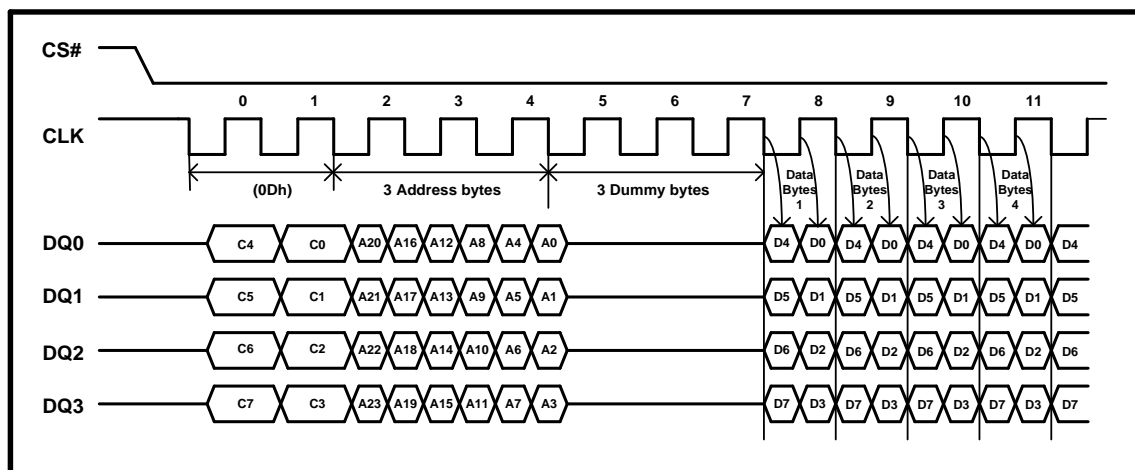 CS#
0 1 2 3 4 5 6 7 8 9 10 11
CLK
(0Dh) 3 Address bytes 3 Dummy bytes
Data Bytes 1
Data Bytes 2
Data Bytes 3
Data Bytes 4
DQ0 C4 C0 A20 A16 A12 A8 A4 A0 D4 D0 D4 D0 D4 D0 D4 D0 D4
DQ1 C5 C1 A21 A17 A13 A9 A5 A1 D5 D1 D5 D1 D5 D1 D5 D1 D5
DQ2 C6 C2 A22 A18 A14 A10 A6 A2 D6 D2 D6 D2 D6 D2 D6 D2 D6
DQ3 C7 C3 A23 A19 A15 A11 A7 A3 D7 D3 D7 D3 D7 D3 D7 D3 D7